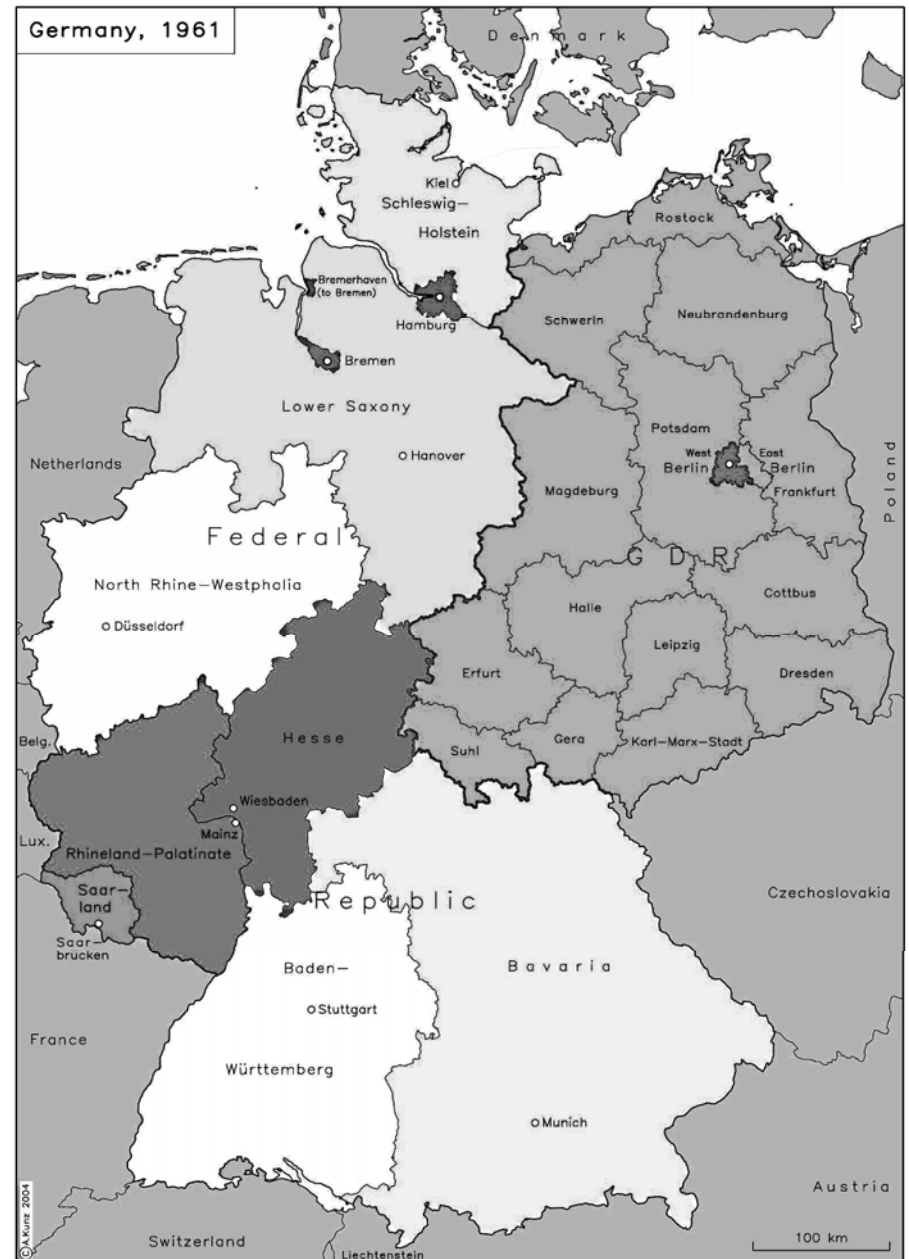 Germany, 1961
Denmark
Kiel
Schleswig—
Holstein
Rostock
Bremerhaven
(to Bremen)
Hamburg
Schwerin
Neubrandenburg
Bremen
Lower Saxony
Potsdam
Netherlands
Hanover
West
Berlin
East
Berlin
Magdeburg
Frankfurt
Poland
Federal
GDR
North Rhine—Westphalia
Düsseldorf
Halle
Cottbus
Leipzig
Erfurt
Dresden
Belg.
Hesse
Suhl
Gera
Karl—Marx—Stadt
Wiesbaden
Mainz
Lux.
Rhineland—Palatinate
Saar—
land
Saar—
brücken
Republic
Czechoslovakia
Baden—
Bavaria
Stuttgart
France
Württemberg
Munich
Austria
©A.Kunz 2004
Switzerland
Liechtenstein
100 km